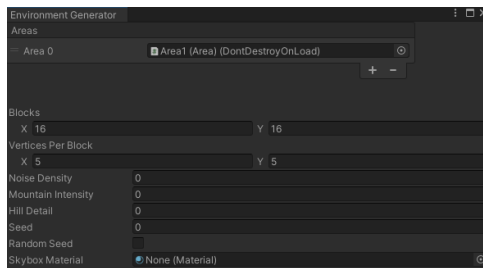 Environment Generator
Areas
= Area 0 Area1 (Area) (DontDestroyOnLoad)
+ −
Blocks
X 16 Y 16
Vertices Per Block
X 5 Y 5
Noise Density 0
Mountain Intensity 0
Hill Detail 0
Seed 0
Random Seed
Skybox Material None (Material)